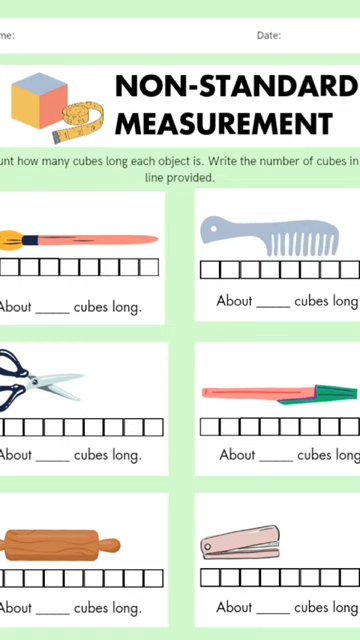 me:
Date:
NON-STANDARD
MEASUREMENT
unt how many cubes long each object is. Write the number of cubes in
line provided.
About _____ cubes long.
About _____ cubes long
About _____ cubes long.
About _____ cubes long
About _____ cubes long.
About _____ cubes long